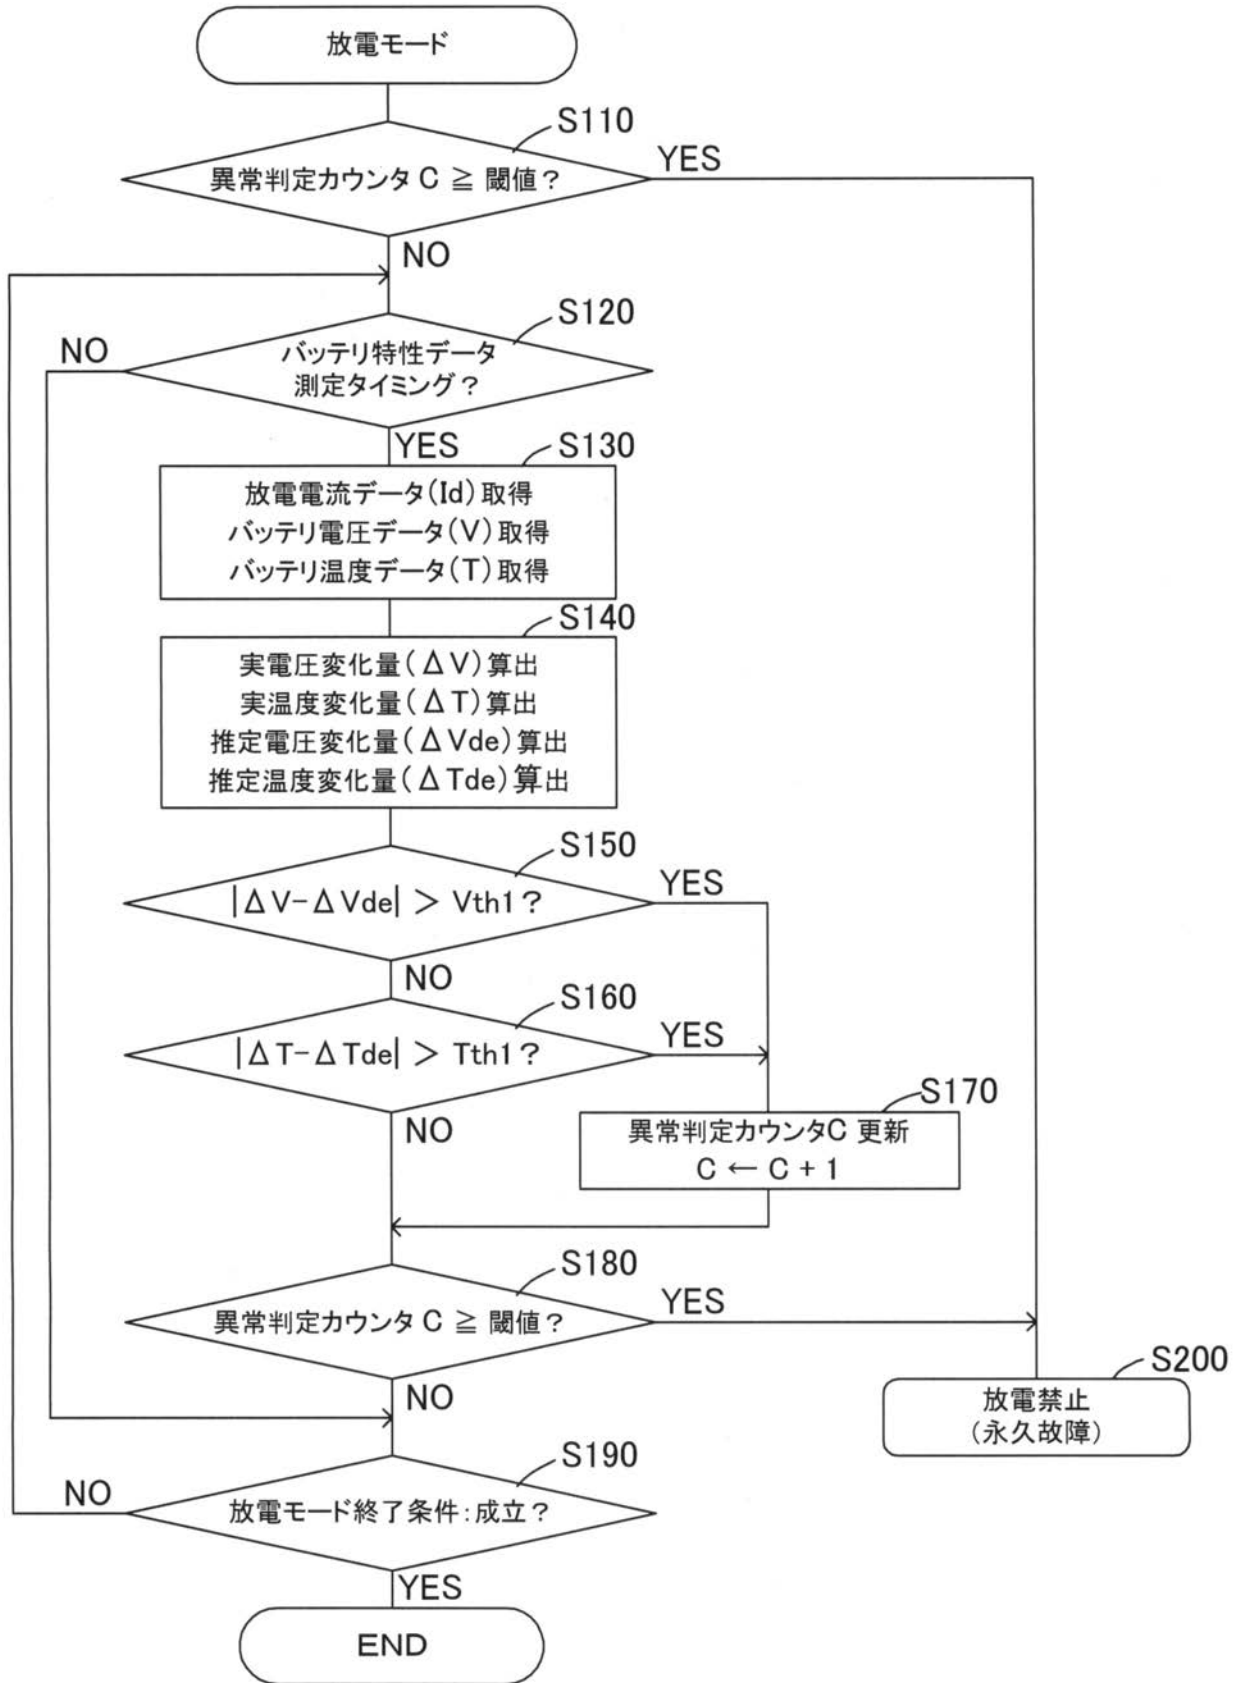 放電モード
S110
異常判定カウンタ C ≧ 閾値?
YES
NO
S120
NO
バッテリ特性データ
測定タイミング?
YES
S130
放電電流データ(Id)取得
バッテリ電圧データ(V)取得
バッテリ温度データ(T)取得
S140
実電圧変化量(ΔV)算出
実温度変化量(ΔT)算出
推定電圧変化量(ΔVde)算出
推定温度変化量(ΔTde)算出
S150
|ΔV-ΔVde| > Vth1?
YES
NO
S160
|ΔT-ΔTde| > Tth1?
YES
NO
S170
異常判定カウンタC 更新
C ← C + 1
S180
異常判定カウンタ C ≧ 閾値?
YES
NO
S200
放電禁止
(永久故障)
S190
NO
放電モード終了条件:成立?
YES
END